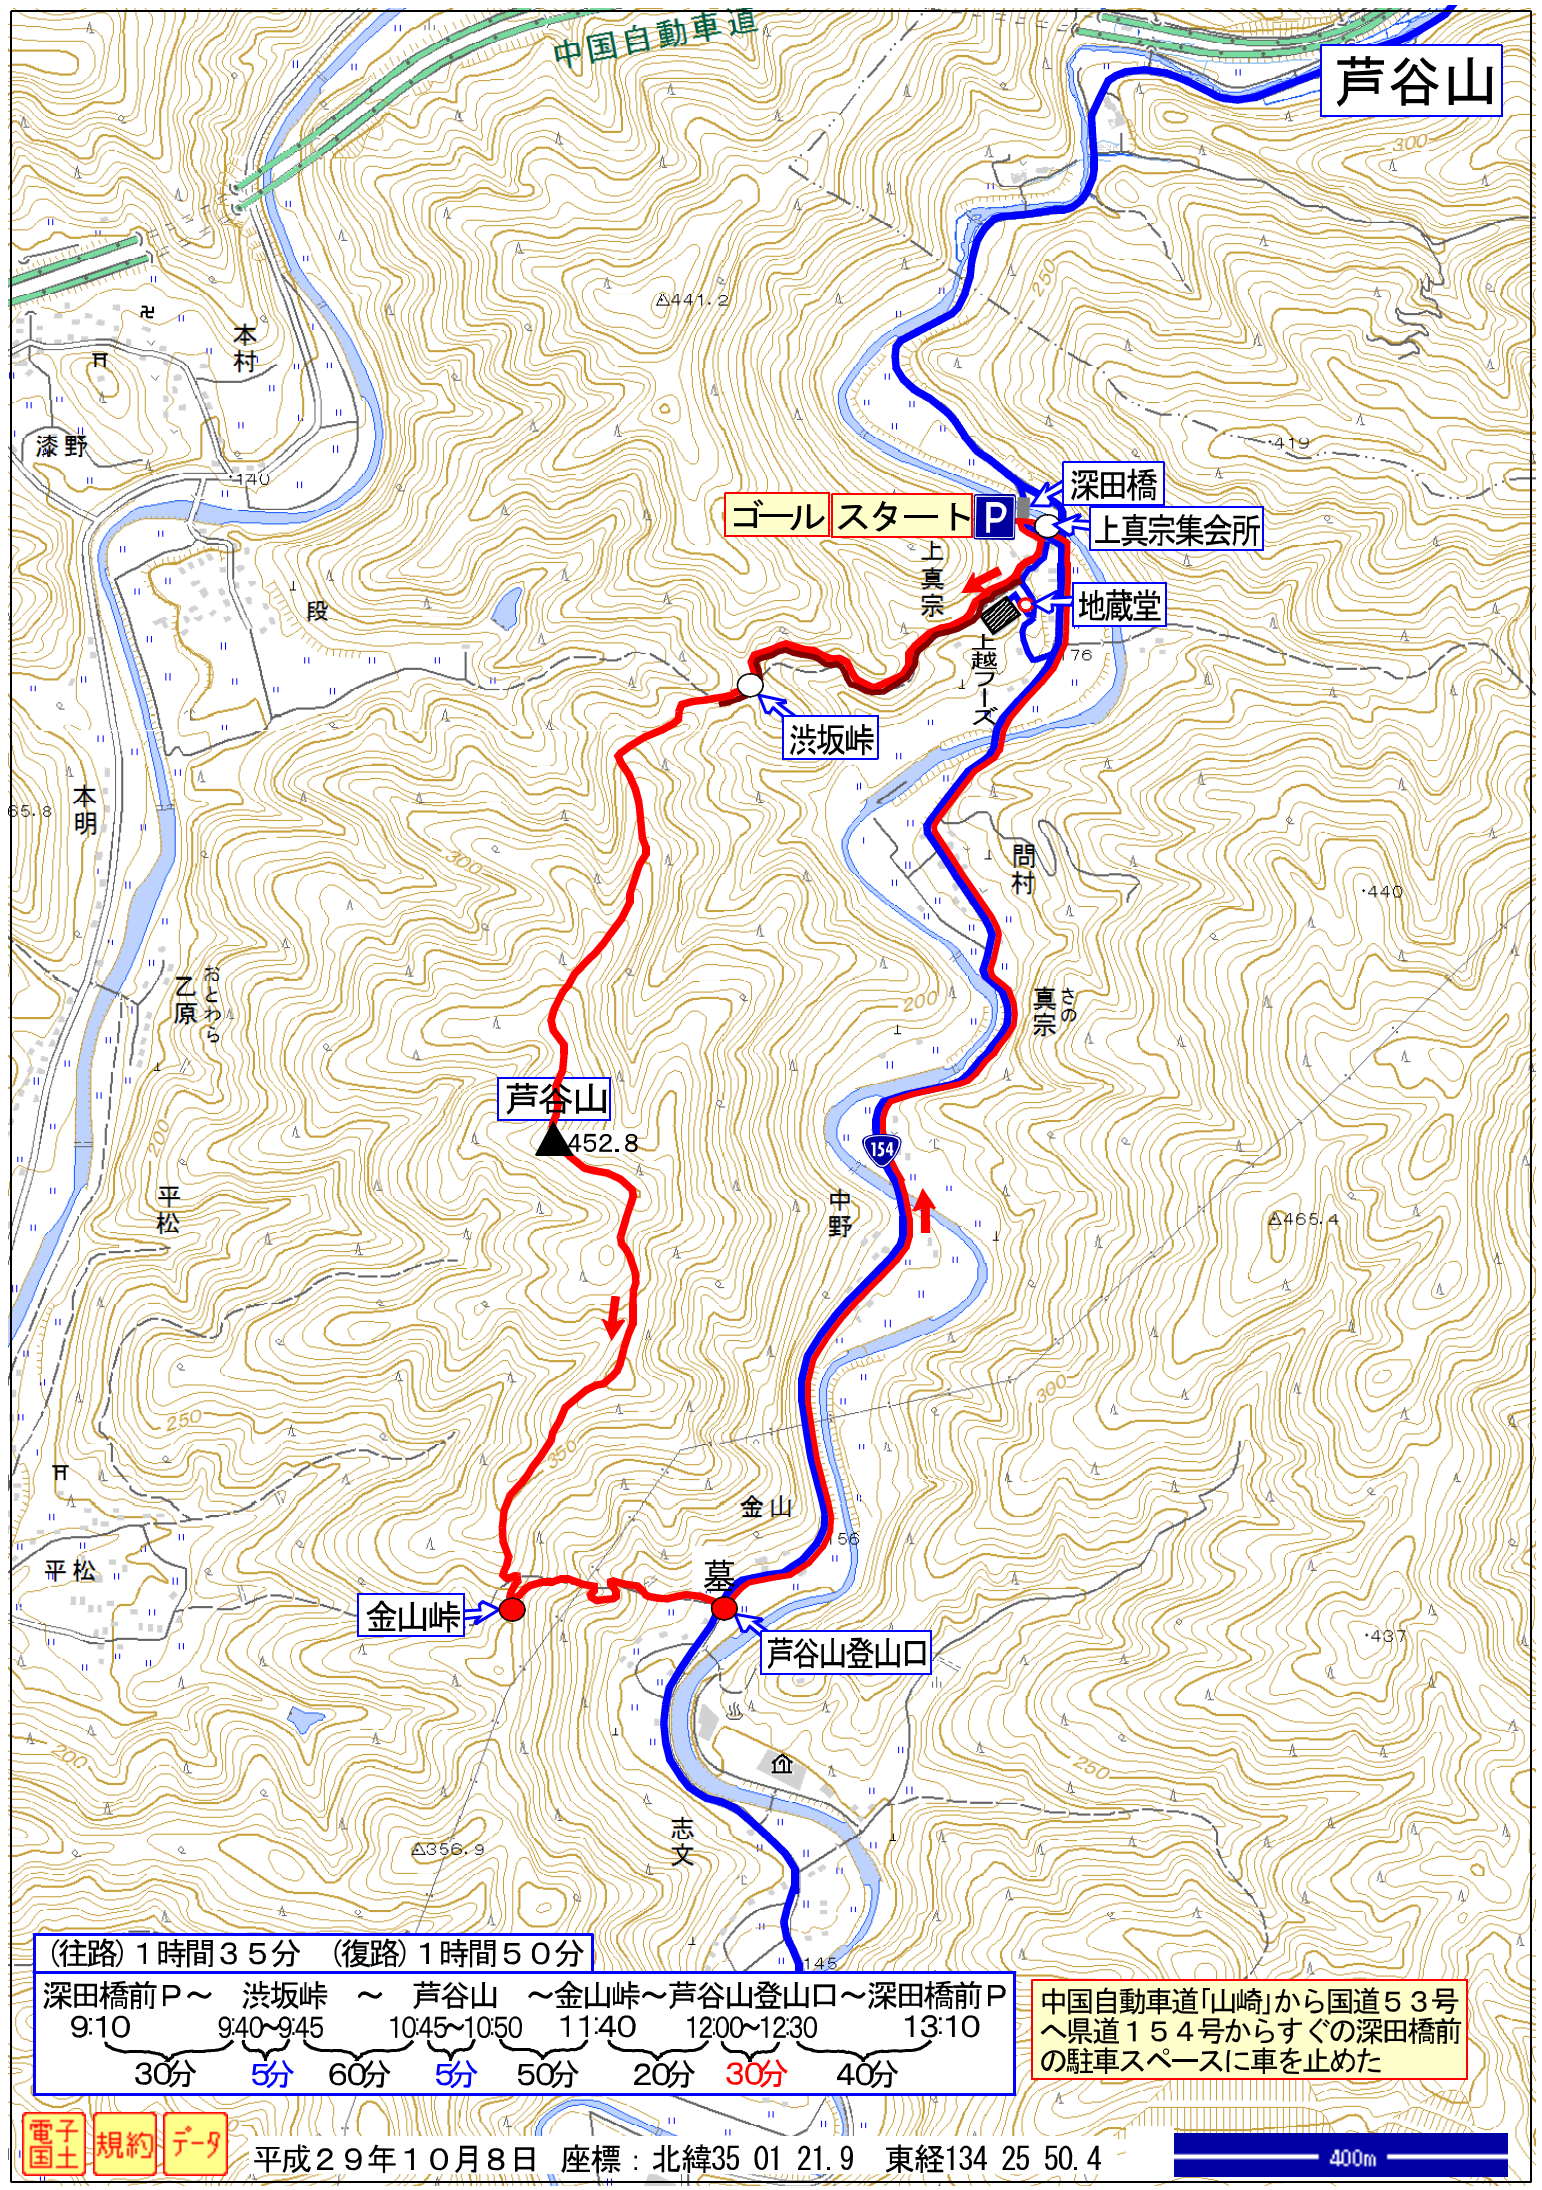 中国自動車道
芦谷山
300
250
441.2
本村
漆野
140
419
深田橋
ゴール
スタート
P
上真宗集会所
上真宗
段
地蔵堂
上越フーズ
176
渋坂峠
本明
65.8
300
問村
440
乙原
おとわら
200
真宗
さの
芦谷山
452.8
154
200
平松
中野
465.4
300
250
350
金山
156
平松
墓
金山峠
芦谷山登山口
437
200
250
志文
356.9
145
(往路)1時間35分 (復路)1時間50分
深田橋前P～ 渋坂峠 ～ 芦谷山 ～金山峠～芦谷山登山口～深田橋前P
9:10 9:40～9:45 10:45～10:50 11:40 12:00～12:30 13:10
30分 5分 60分 5分 50分 20分 30分 40分
中国自動車道｢山崎｣から国道53号
へ県道154号からすぐの深田橋前
の駐車スペースに車を止めた
電子国土
規約
データ
平成29年10月8日 座標：北緯35 01 21.9 東経134 25 50.4
400m